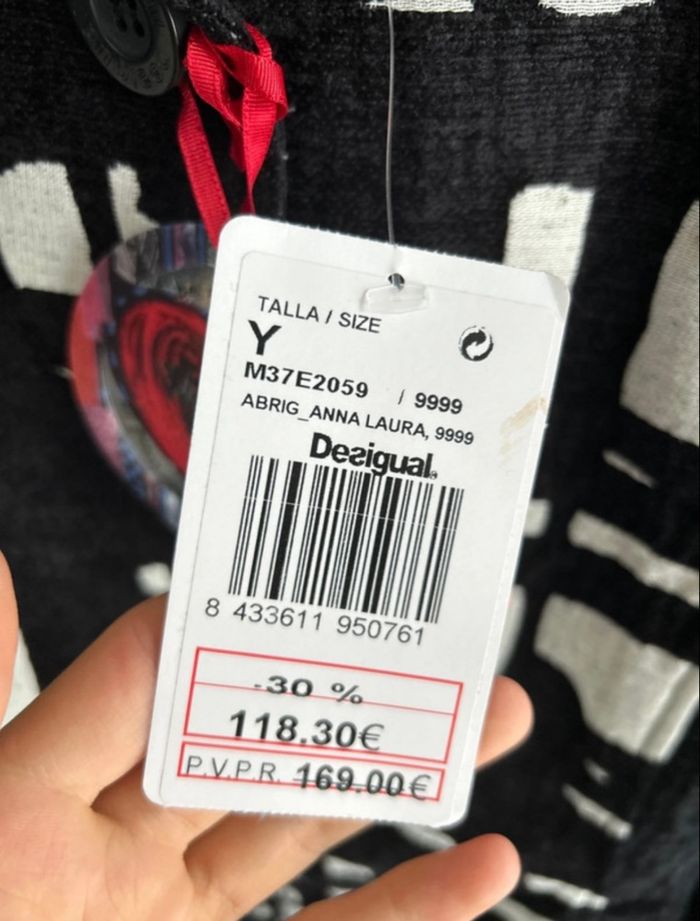 TALLA / SIZE
Y
M37E2059 / 9999
ABRIG_ANNA LAURA, 9999
Desigual.
8 433611 950761
-30 %
118.30€
P.V.P.R. 169.00€